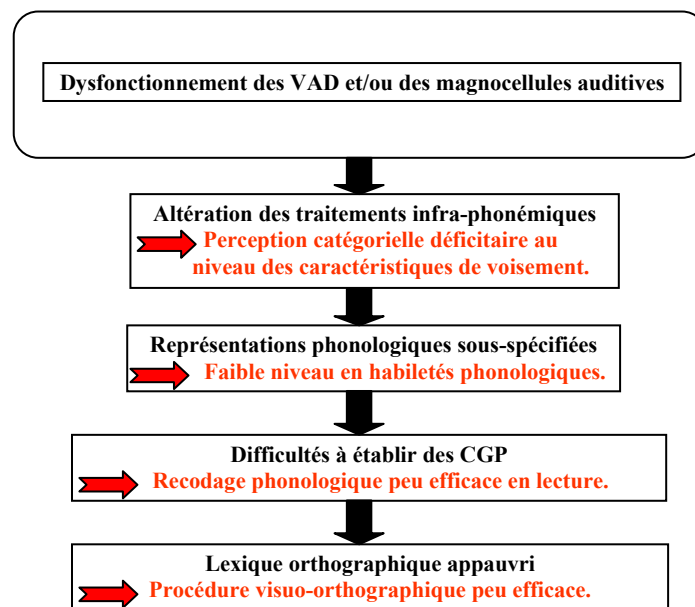 Dysfonctionnement des VAD et/ou des magnocellules auditives
Altération des traitements infra-phonémiques
Perception catégorielle déficitaire au
niveau des caractéristiques de voisement.
Représentations phonologiques sous-spécifiées
Faible niveau en habiletés phonologiques.
Difficultés à établir des CGP
Recodage phonologique peu efficace en lecture.
Lexique orthographique appauvri
Procédure visuo-orthographique peu efficace.